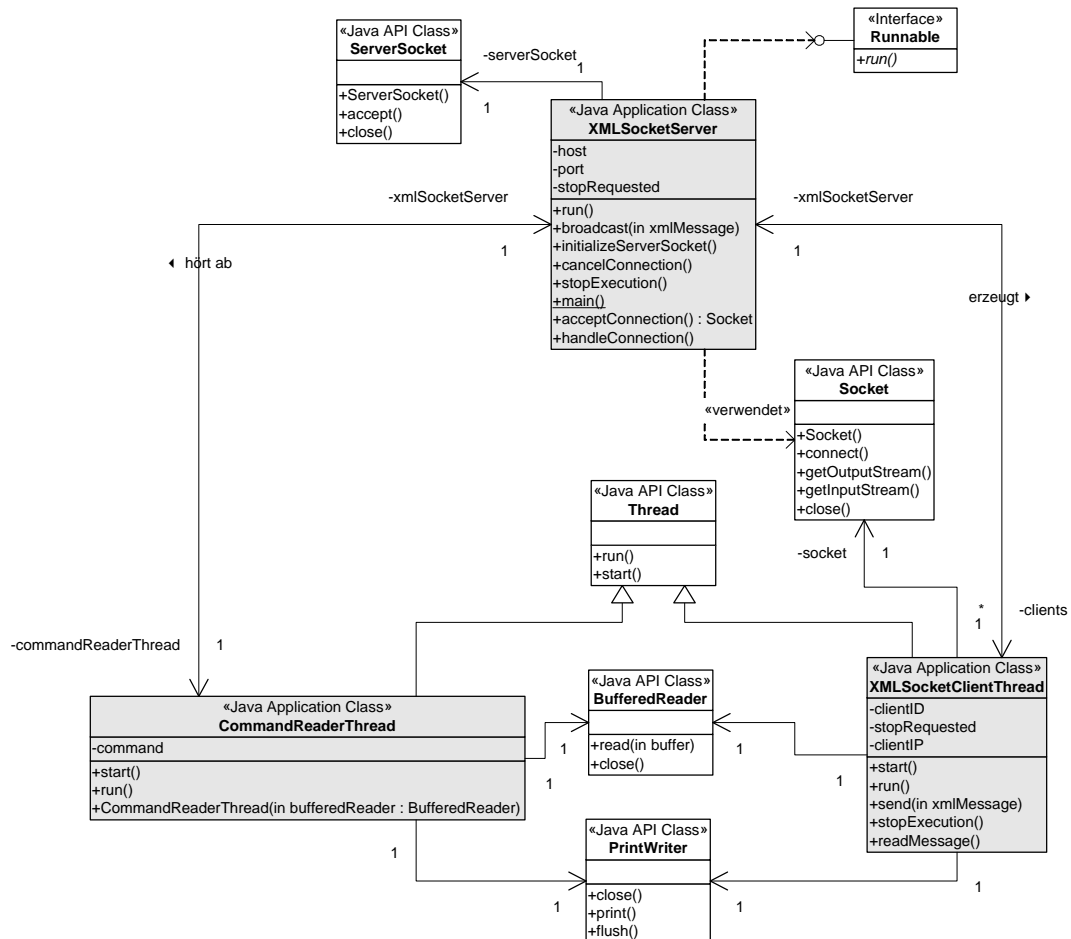 «Java API Class»
ServerSocket
+ServerSocket()
+accept()
+close()
-serverSocket
1
1
«Interface»
Runnable
+run()
«Java Application Class»
XMLSocketServer
-host
-port
-stopRequested
+run()
+broadcast(in xmlMessage)
+initializeServerSocket()
+cancelConnection()
+stopExecution()
+main()
+acceptConnection() : Socket
+handleConnection()
-xmlSocketServer
1
hört ab
-xmlSocketServer
1
erzeugt
«verwendet»
«Java API Class»
Socket
+Socket()
+connect()
+getOutputStream()
+getInputStream()
+close()
«Java API Class»
Thread
+run()
+start()
-socket
1
*
1
-clients
-commandReaderThread
1
«Java Application Class»
CommandReaderThread
-command
+start()
+run()
+CommandReaderThread(in bufferedReader : BufferedReader)
«Java API Class»
BufferedReader
+read(in buffer)
+close()
1
1
1
1
«Java Application Class»
XMLSocketClientThread
-clientID
-stopRequested
-clientIP
+start()
+run()
+send(in xmlMessage)
+stopExecution()
+readMessage()
«Java API Class»
PrintWriter
+close()
+print()
+flush()
1
1
1
1